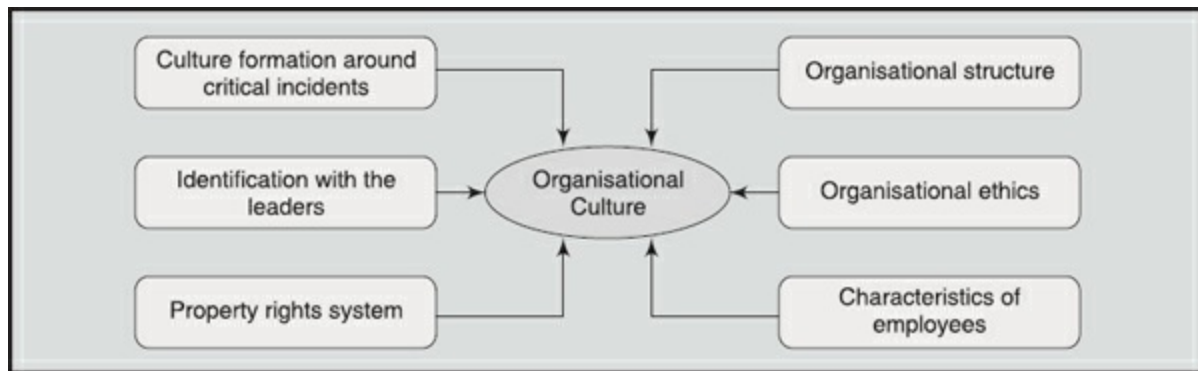 Culture formation around
critical incidents
Organisational structure
Identification with the
leaders
Organisational
Culture
Organisational ethics
Property rights system
Characteristics of
employees